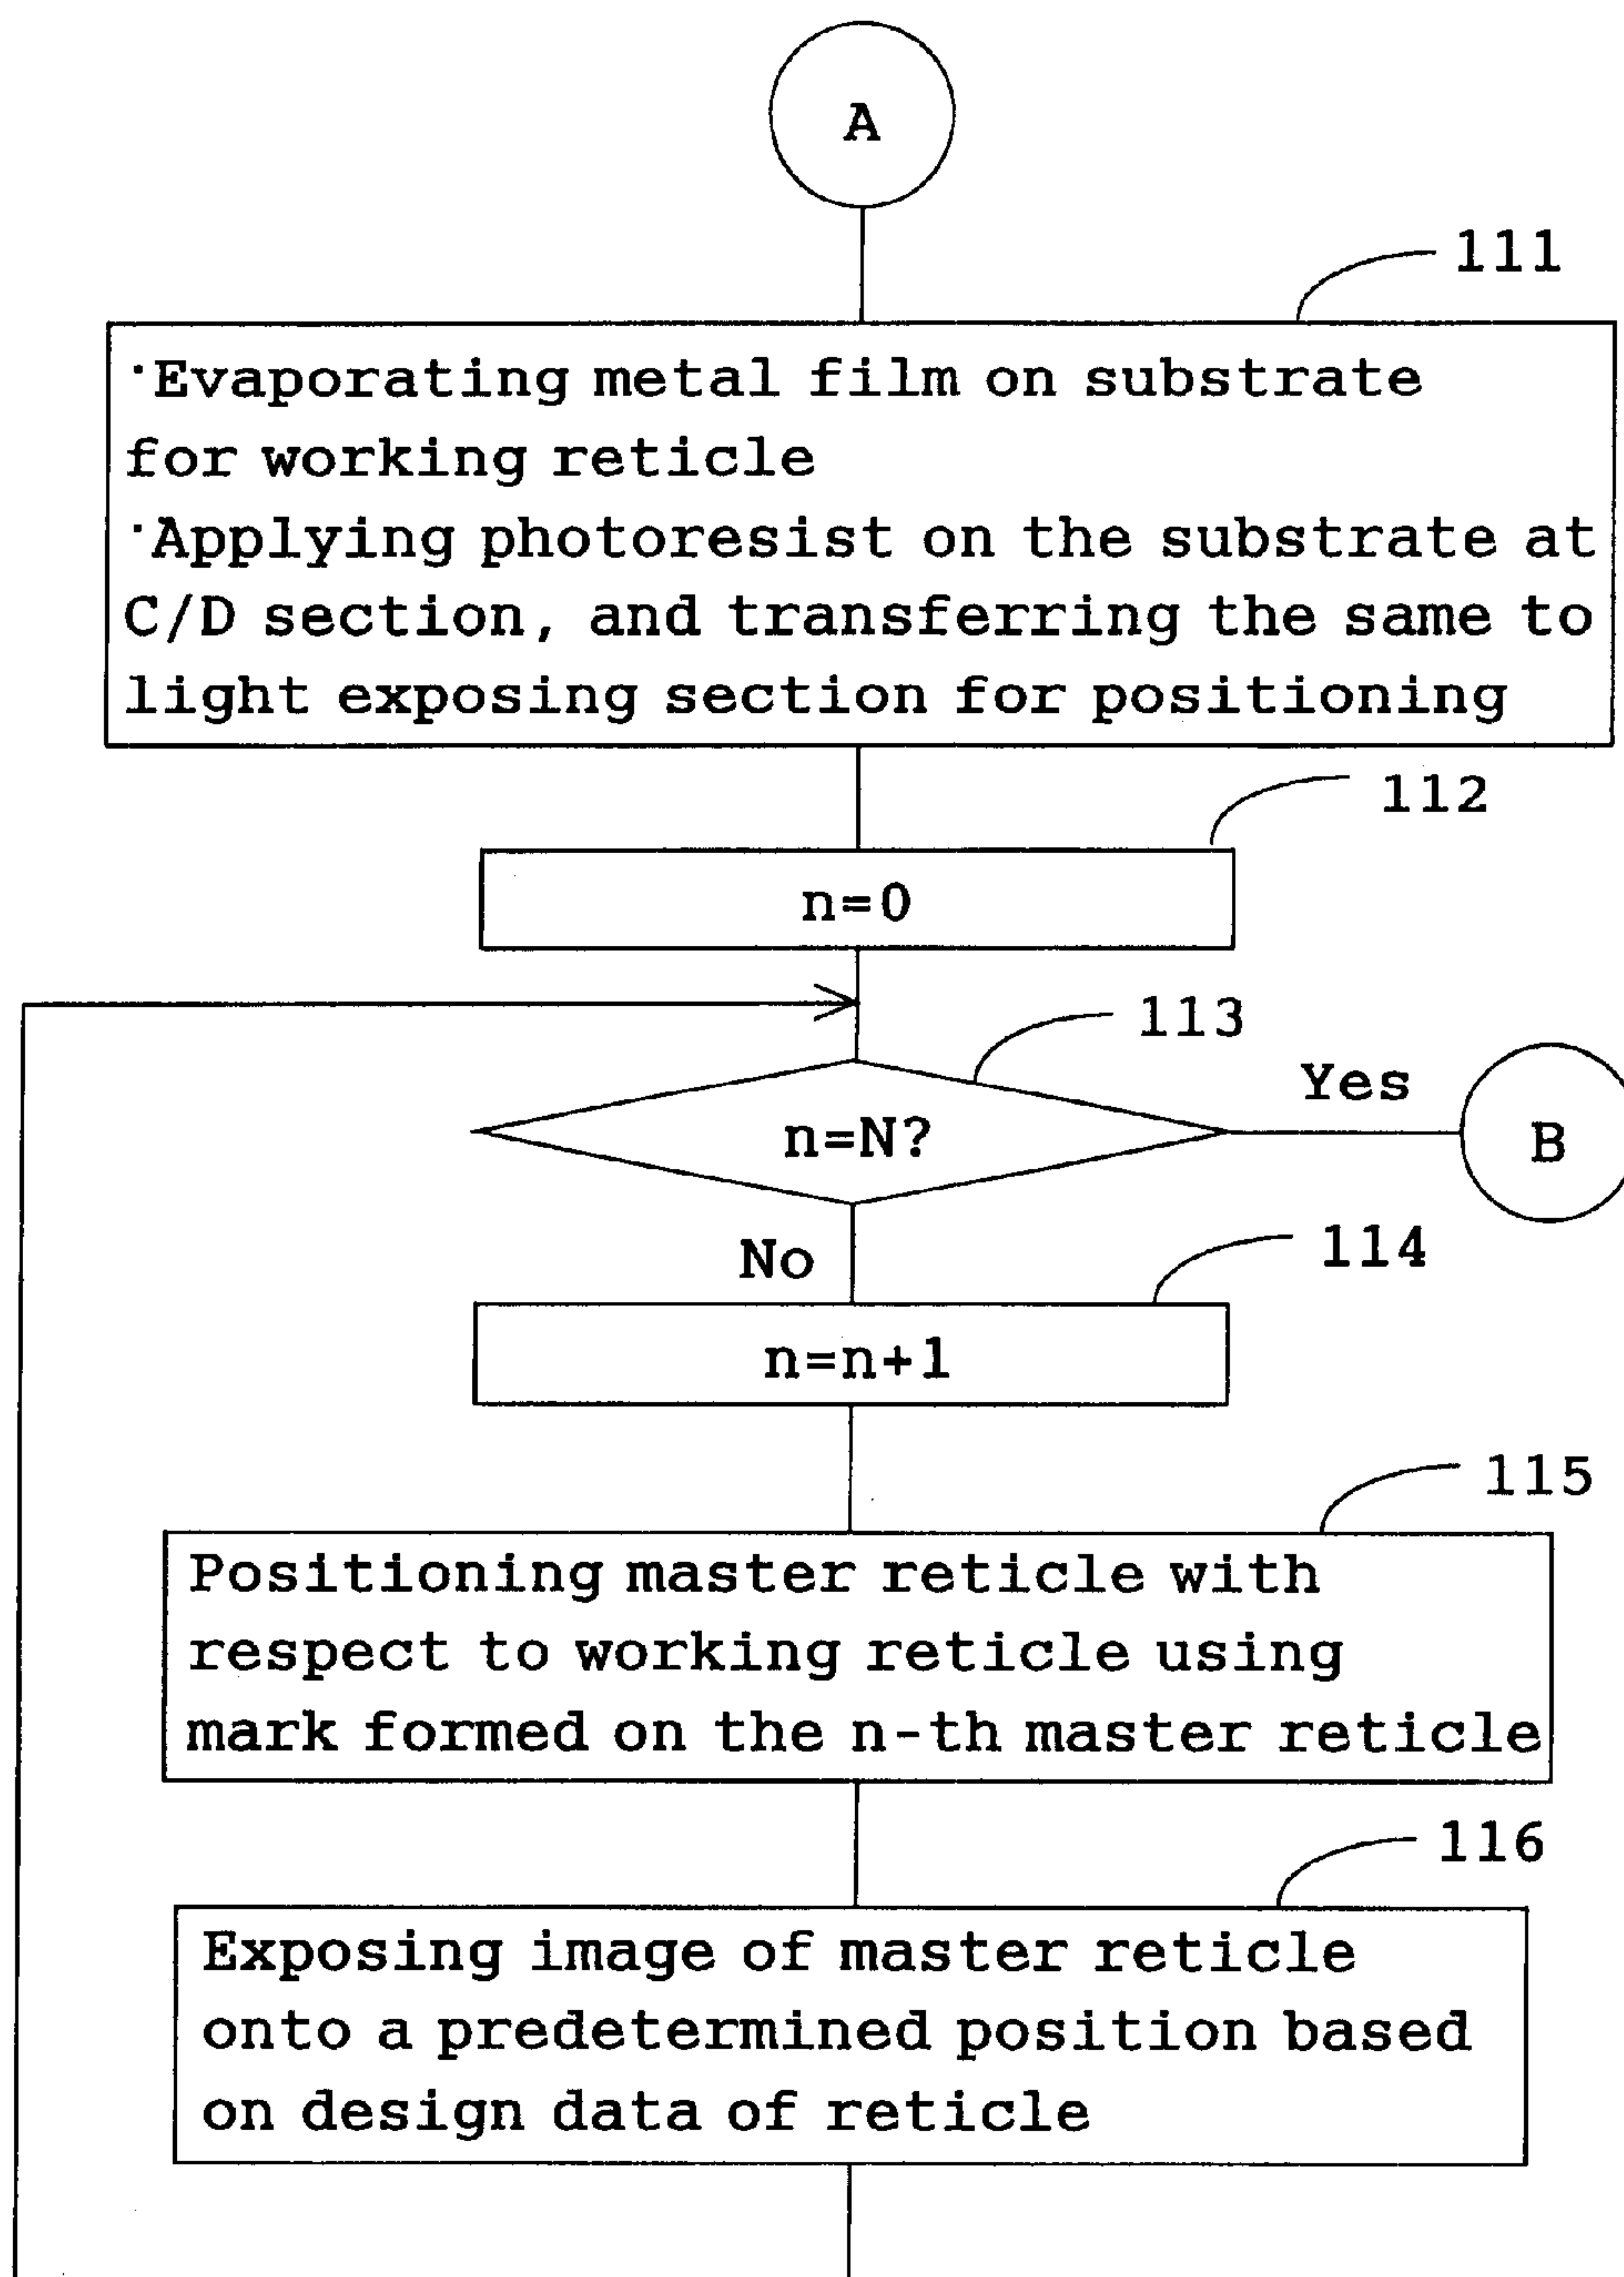 A
111
·Evaporating metal film on substrate
for working reticle
·Applying photoresist on the substrate at
C/D section, and transferring the same to
light exposing section for positioning
112
n=0
113
Yes
n=N?
B
No
114
n=n+1
115
Positioning master reticle with
respect to working reticle using
mark formed on the n-th master reticle
116
Exposing image of master reticle
onto a predetermined position based
on design data of reticle